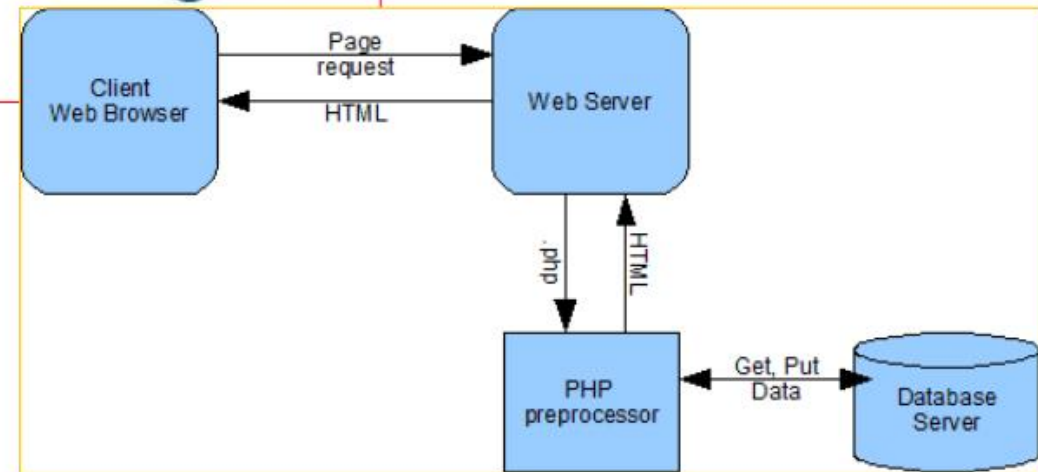 Client
Web Browser
Page
request
HTML
Web Server
.php
HTML
PHP
preprocessor
Get, Put
Data
Database
Server